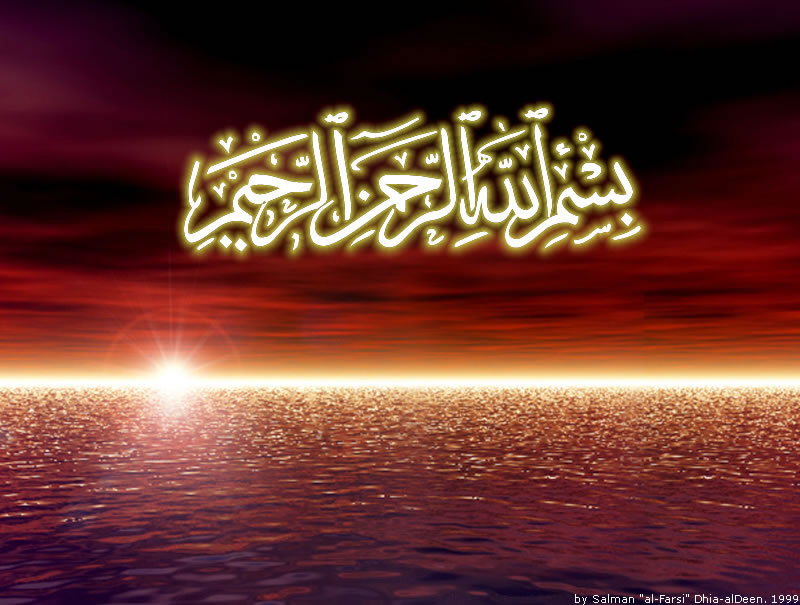 بِسْمِ ٱللَّهِ ٱلرَّحْمَٰنِ ٱلرَّحِيمِ
by Salman "al-Farsi" Dhia-alDeen. 1999